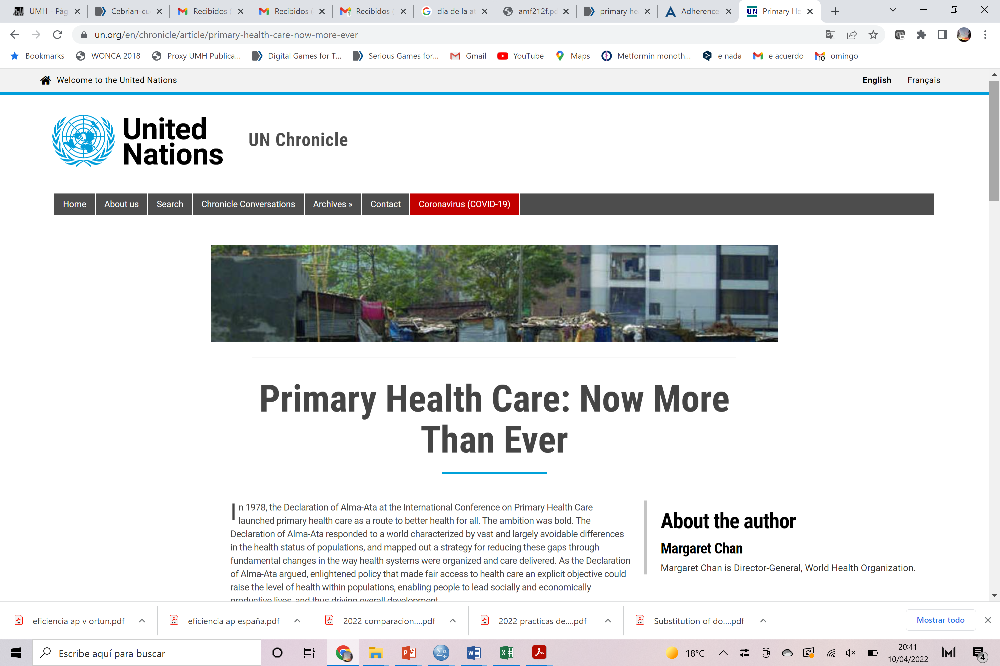 UMH - Pág
Cebrian-cu
Recibidos (
Recibidos (
Recibidos (
dia de la at
amf212f.pd
primary he
Adherence
Primary He
un.org/en/chronicle/article/primary-health-care-now-more-ever
Bookmarks
WONCA 2018
Proxy UMH Publica...
Digital Games for T...
Serious Games for...
Gmail
YouTube
Maps
Metformin monoth...
e nada
e acuerdo
10 omingo
Welcome to the United Nations
English
Français
United
Nations
UN Chronicle
Home
About us
Search
Chronicle Conversations
Archives »
Contact
Coronavirus (COVID-19)
Primary Health Care: Now More
Than Ever
In 1978, the Declaration of Alma-Ata at the International Conference on Primary Health Care
launched primary health care as a route to better health for all. The ambition was bold. The
Declaration of Alma-Ata responded to a world characterized by vast and largely avoidable differences
in the health status of populations, and mapped out a strategy for reducing these gaps through
fundamental changes in the way health systems were organized and care delivered. As the Declaration
of Alma-Ata argued, enlightened policy that made fair access to health care an explicit objective could
raise the level of health within populations, enabling people to lead socially and economically
productive lives, and thus driving overall development.
About the author
Margaret Chan
Margaret Chan is Director-General, World Health Organization.
eficiencia ap v ortun.pdf
eficiencia ap españa.pdf
2022 comparacion....pdf
2022 practicas de....pdf
Substitution of do....pdf
Mostrar todo
Escribe aquí para buscar
18°C
20:41
10/04/2022
4